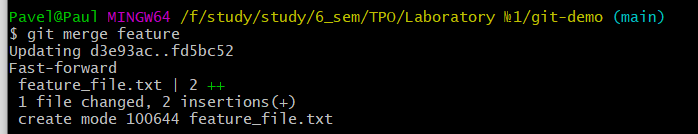 Pavel@Paul MINGW64 /f/study/study/6_sem/TPO/Laboratory №1/git-demo (main)
$ git merge feature
Updating d3e93ac..fd5bc52
Fast-forward
 feature_file.txt | 2 ++
 1 file changed, 2 insertions(+)
 create mode 100644 feature_file.txt